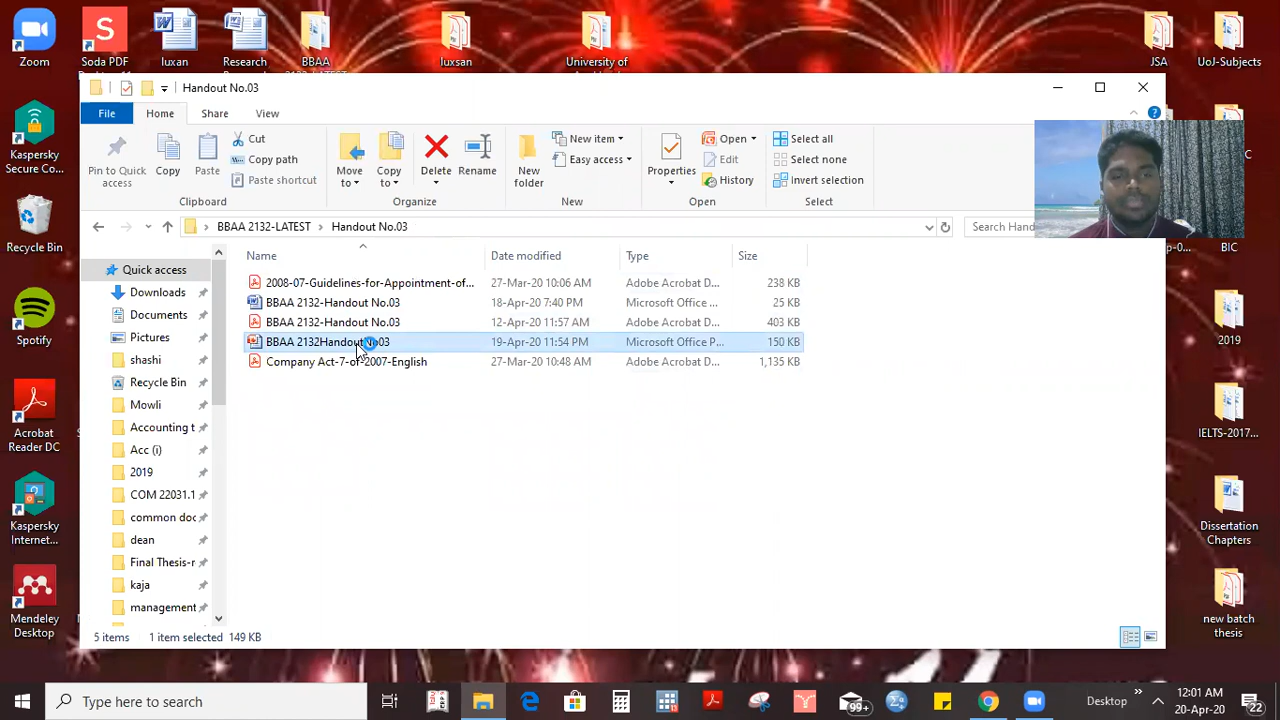 Zoom
Soda PDF
luxan
Research
BBAA
luxsan
University of
JSA
UoJ-Subjects
Handout No.03
File
Home
Share
View
Pin to Quick
access
Copy
Paste
Cut
Copy path
Paste shortcut
Move
to
Copy
to
Delete
Rename
New
folder
New item
Easy access
Properties
Open
Edit
History
Select all
Select none
Invert selection
Clipboard
Organize
New
Open
Select
BBAA 2132-LATEST
Handout No.03
Search Hand
Name
Date modified
Type
Size
2008-07-Guidelines-for-Appointment-of...
27-Mar-20 10:06 AM
Adobe Acrobat D...
238 KB
BBAA 2132-Handout No.03
18-Apr-20 7:40 PM
Microsoft Office ...
25 KB
BBAA 2132-Handout No.03
12-Apr-20 11:57 AM
Adobe Acrobat D...
403 KB
BBAA 2132Handout No03
19-Apr-20 11:54 PM
Microsoft Office P...
150 KB
Company Act-7-of-2007-English
27-Mar-20 10:48 AM
Adobe Acrobat D...
1,135 KB
Quick access
Downloads
Documents
Pictures
shashi
Recycle Bin
Mowli
Accounting t
Acc (i)
2019
COM 22031.1
common doc
dean
Final Thesis-r
kaja
management
5 items
1 item selected
149 KB
Kaspersky
Secure Co...
Recycle Bin
Spotify
Acrobat
Reader DC
Kaspersky
Internet...
Mendeley
Desktop
BIC
2019
IELTS-2017...
Dissertation
Chapters
new batch
thesis
Type here to search
99+
Desktop
12:01 AM
20-Apr-20
22